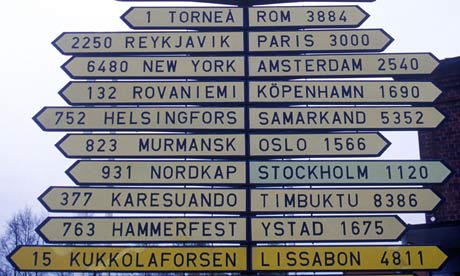 1 TORNEÅ ROM 3884
2250 REYKJAVIK PARIS 3000
6480 NEW YORK AMSTERDAM 2540
132 ROVANIEMI KÖPENHAMN 1690
752 HELSINGFORS SAMARKAND 5352
823 MURMANSK OSLO 1566
931 NORDKAP STOCKHOLM 1120
377 KARESUANDO TIMBUKTU 8386
763 HAMMERFEST YSTAD 1675
15 KUKKOLAFORSEN LISSABON 4811